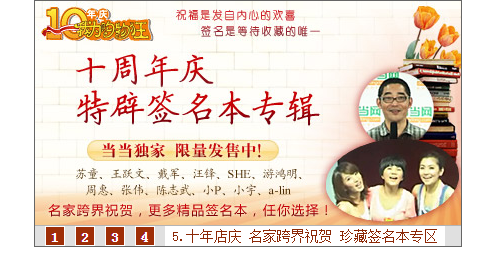 10年庆
祝福是发自内心的欢喜
签名是等待收藏的唯一
十周年庆
特辟签名本专辑
当当独家 限量发售中!
苏童、王跃文、戴军、汪锋、SHE、游鸿明、
周惠、张伟、陈志武、小P、小宇、a-lin
名家跨界祝贺，更多精品签名本，任你选择！
1 2 3 4 5.十年店庆 名家跨界祝贺 珍藏签名本专区